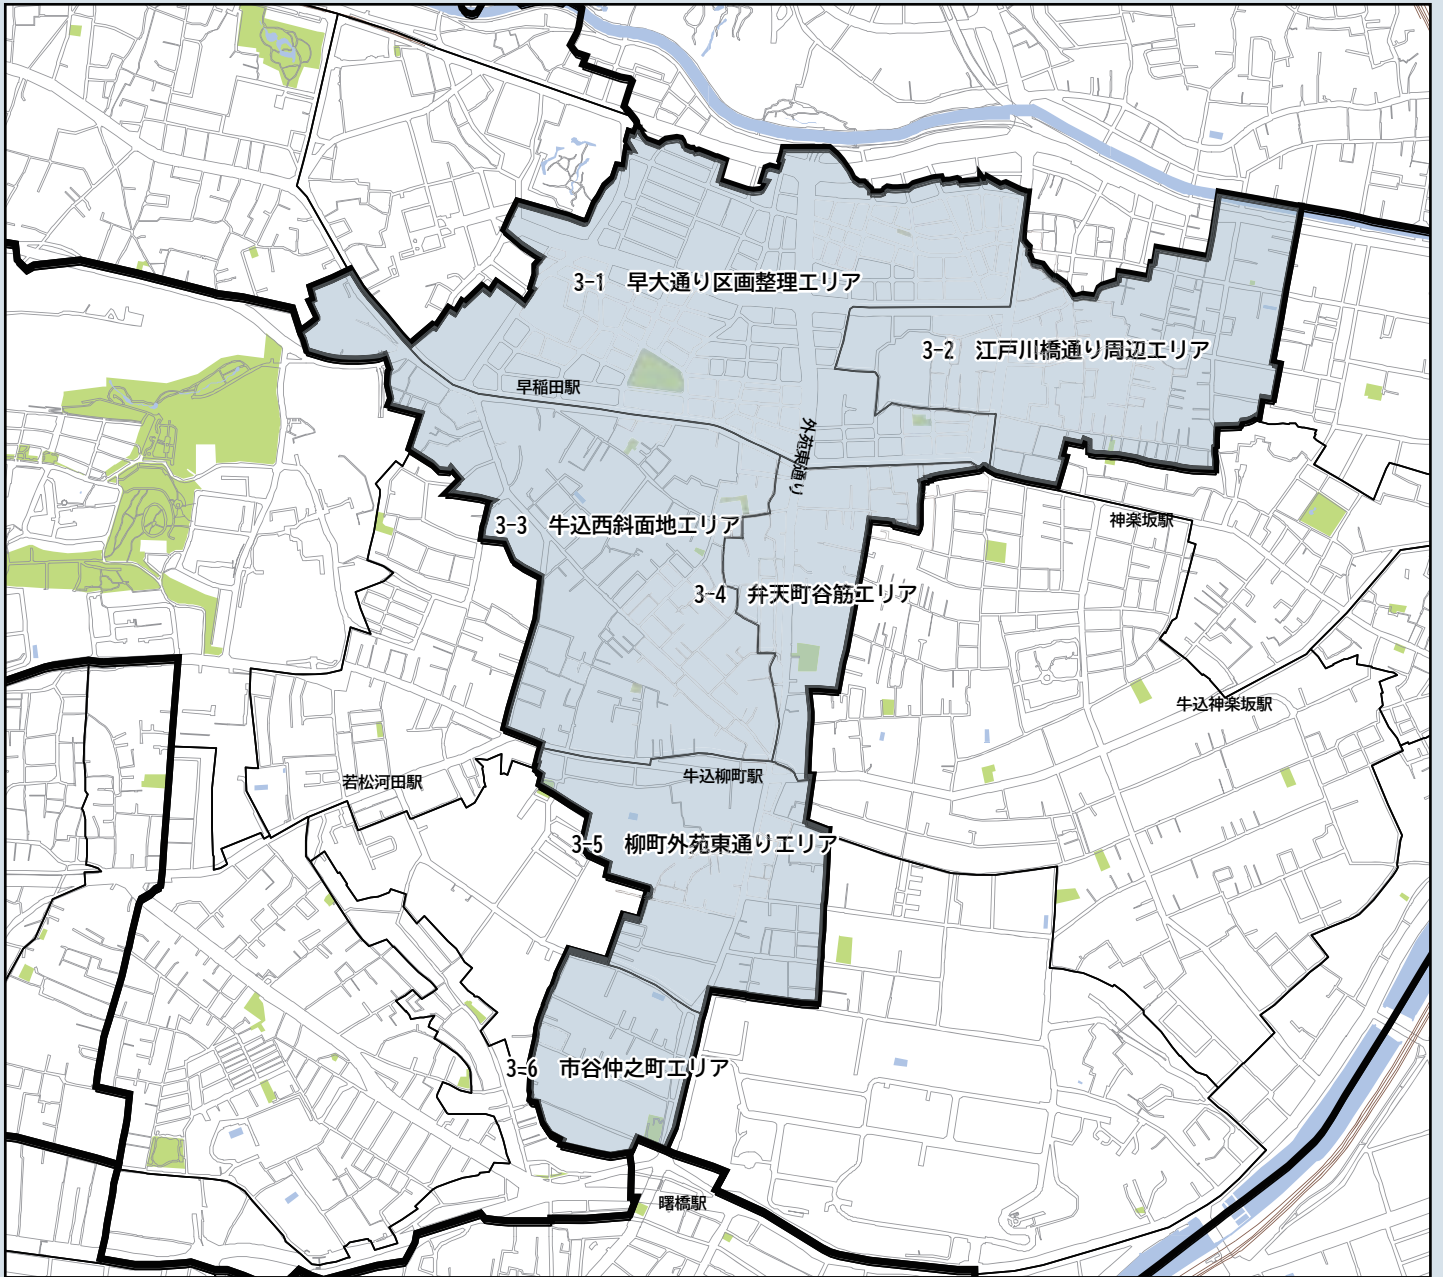 3-1 早大通り区画整理エリア
3-2 江戸川橋通り周辺エリア
早稲田駅
外苑東通り
3-3 牛込西斜面地エリア
神楽坂駅
3-4 弁天町谷筋エリア
牛込神楽坂駅
牛込柳町駅
若松河田駅
3-5 柳町外苑東通りエリア
3-6 市谷仲之町エリア
曙橋駅